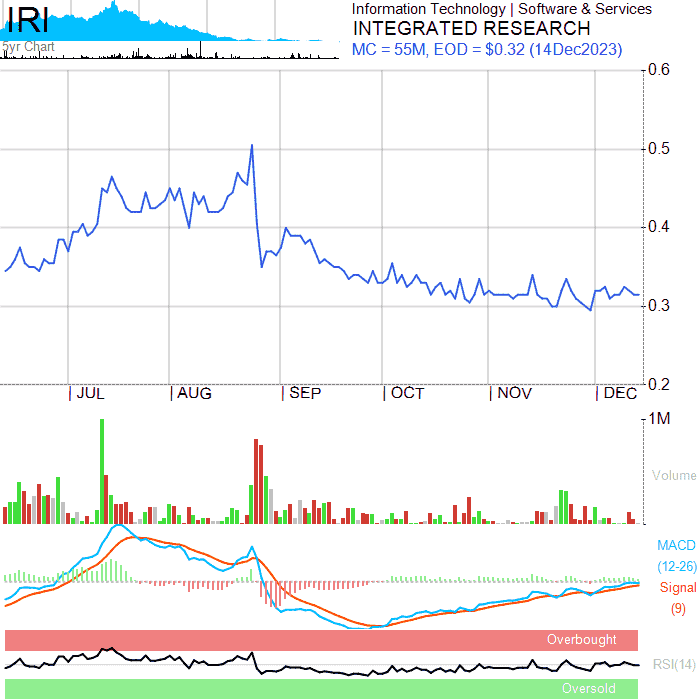 IRI
5yr Chart
Information Technology | Software & Services
INTEGRATED RESEARCH
MC = 55M, EOD = $0.32 (14Dec2023)
0.6
0.5
0.4
0.3
0.2
JUL
AUG
SEP
OCT
NOV
DEC
1M
Volume
MACD
(12-26)
Signal
(9)
Overbought
RSI(14)
Oversold